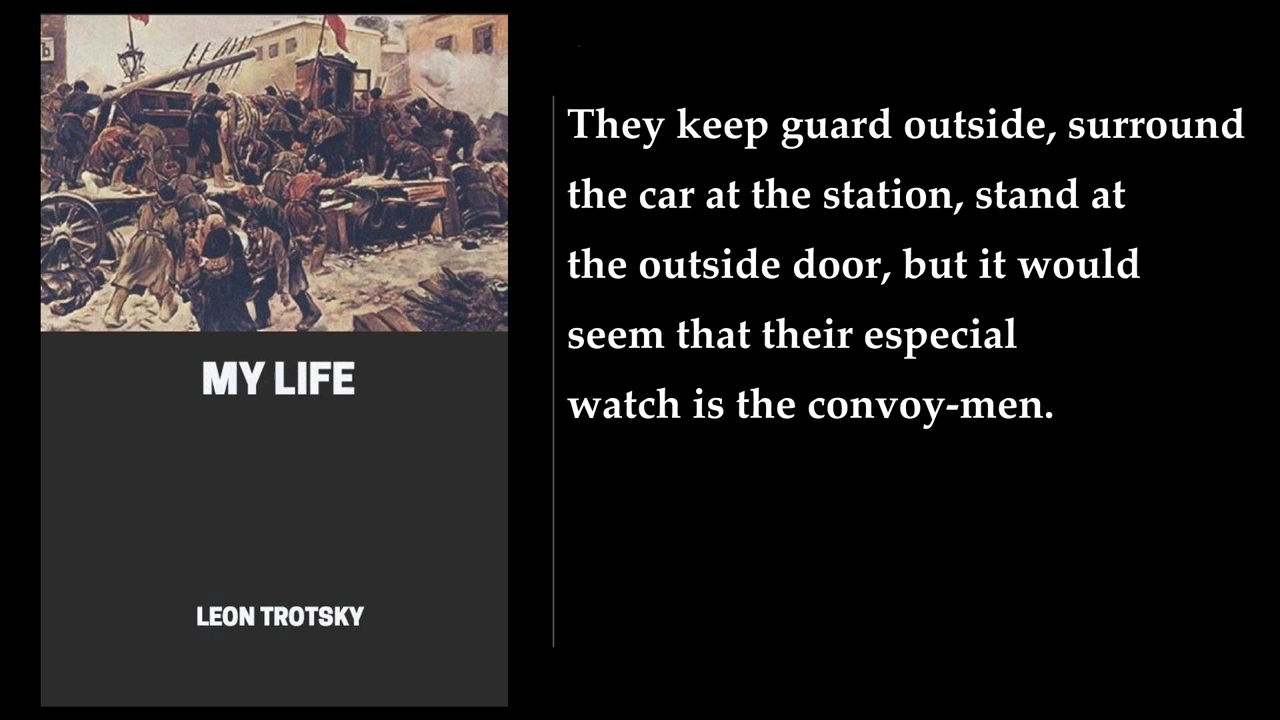 MY LIFE
LEON TROTSKY
They keep guard outside, surround
the car at the station, stand at
the outside door, but it would
seem that their especial
watch is the convoy-men.